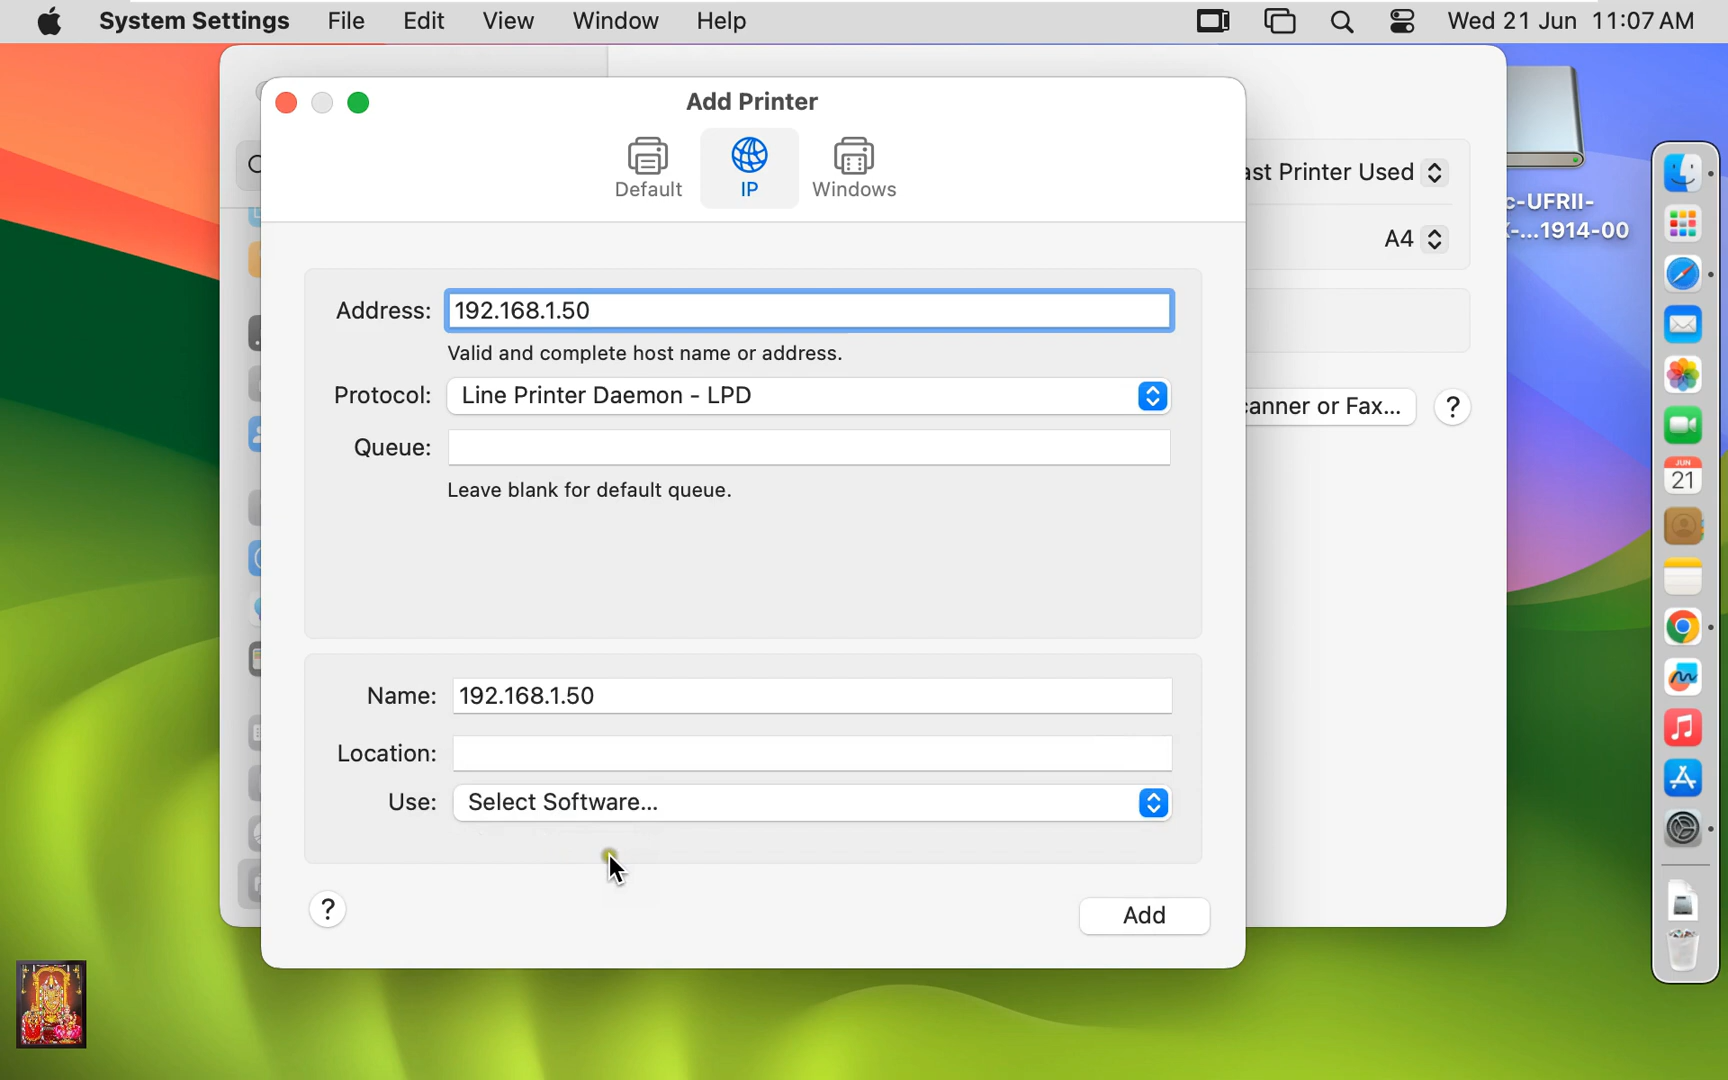 System Settings File Edit View Window Help Wed 21 Jun 11:07 AM
Add Printer
Default IP Windows
ast Printer Used
c-UFRII-
-...1914-00
A4
Address: 192.168.1.50
Valid and complete host name or address.
Protocol: Line Printer Daemon - LPD
canner or Fax... ?
Queue:
Leave blank for default queue.
JUN
21
Name: 192.168.1.50
Location:
Use: Select Software...
? Add